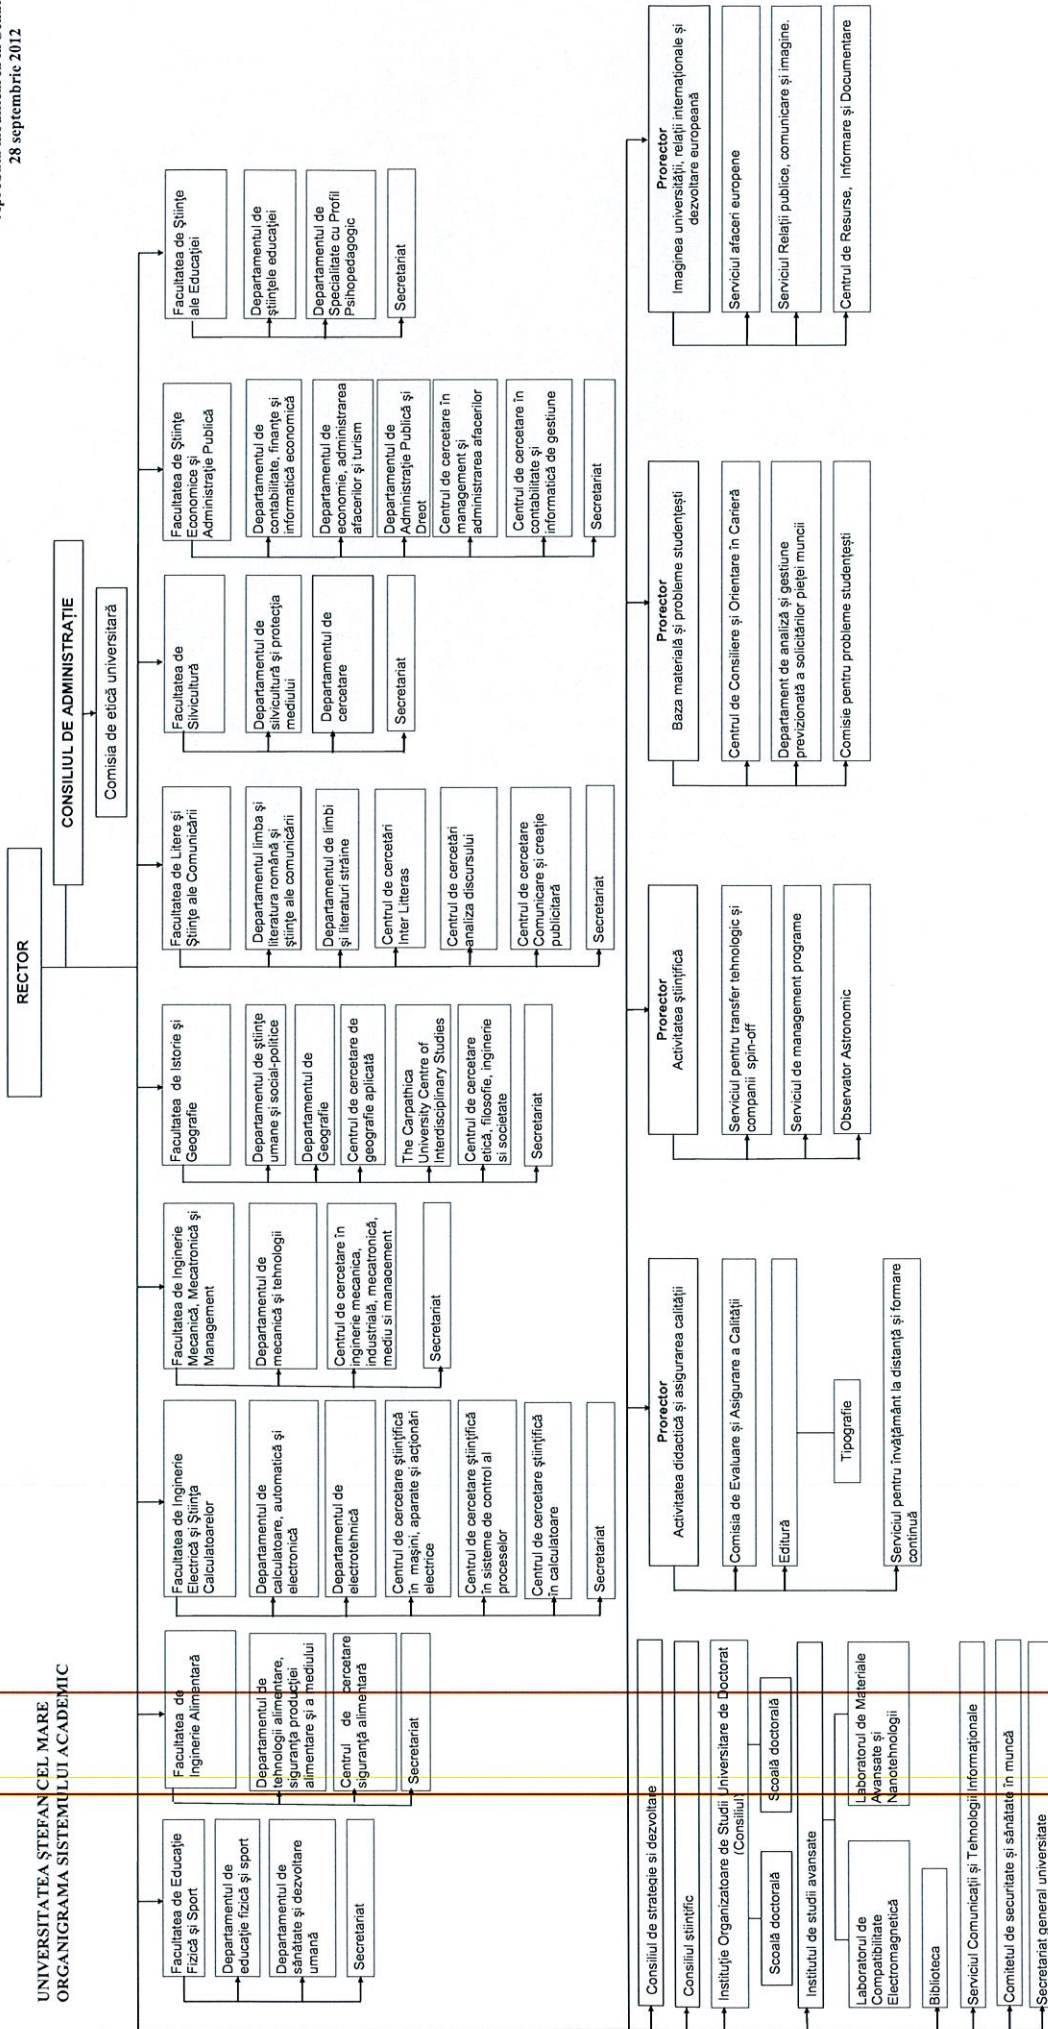 28 septembrie 2012
UNIVERSITATEA ŞTEFAN CEL MARE
ORGANIGRAMA SISTEMULUI ACADEMIC
RECTOR
CONSILIUL DE ADMINISTRAŢIE
Comisia de etică universitară
Facultatea de Educaţie
Fizică şi Sport
Departamentul de
educaţie fizică şi sport
Departamentul de
sănătate şi dezvoltare
umană
Secretariat
Facultatea de
Inginerie Alimentară
Departamentul de
tehnologii alimentare,
siguranţa producţiei
alimentare şi a mediului
Centrul de cercetare
siguranţă alimentară
Secretariat
Facultatea de Inginerie
Electrică şi Ştiinţa
Calculatoarelor
Departamentul de
calculatoare, automatică şi
electronică
Departamentul de
electrotehnică
Centrul de cercetare ştiinţifică
în maşini, aparate şi acţionări
electrice
Centrul de cercetare ştiinţifică
în sisteme de control al
proceselor
Centrul de cercetare ştiinţifică
în calculatoare
Secretariat
Facultatea de Inginerie
Mecanică, Mecatronică şi
Management
Departamentul de
mecanică şi tehnologii
Centrul de cercetare în
inginerie mecanica,
industrială, mecatronică,
mediu si management
Secretariat
Facultatea de Istorie şi
Geografie
Departamentul de ştiinţe
umane şi social-politice
Departamentul de
Geografie
Centrul de cercetare de
geografie aplicată
The Carpathica
University Centre of
Interdisciplinary Studies
Centrul de cercetare
etică, filosofie, inginerie
si societate
Secretariat
Facultatea de Litere şi
Ştiinţe ale Comunicării
Departamentul limba şi
literatura română şi
ştiinţe ale comunicării
Departamentul de limbi
şi literaturi străine
Centrul de cercetări
Inter Litteras
Centrul de cercetări
analiza discursului
Centrul de cercetare
Comunicare şi creaţie
publicitară
Secretariat
Facultatea de
Silvicultură
Departamentul de
silvicultură şi protecţia
mediului
Departamentul de
cercetare
Secretariat
Facultatea de Ştiinţe
Economice şi
Administraţie Publică
Departamentul de
contabilitate, finanţe şi
informatică economică
Departamentul de
economie, administrarea
afacerilor şi turism
Departamentul de
Administraţie Publică şi
Drept
Centrul de cercetare în
management şi
administrarea afacerilor
Centrul de cercetare în
contabilitate şi
informatică de gestiune
Secretariat
Facultatea de Ştiinţe
ale Educaţiei
Departamentul de
ştiinţele educaţiei
Departamentul de
Specialitate cu Profil
Psihopedagogic
Secretariat
Consiliul de strategie si dezvoltare
Consiliul ştiinţific
Instituţie Organizatoare de Studii Universitare de Doctorat
(Consiliul)
Scoală doctorală
Scoală doctorală
Institutul de studii avansate
Laboratorul de
Compatibilitate
Electromagnetică
Laboratorul de Materiale
Avansate şi
Nanotehnologii
Biblioteca
Serviciul Comunicaţii şi Tehnologii Informaţionale
Comitetul de securitate şi sănătate în muncă
Secretariat general universitate
Prorector
Activitatea didactică şi asigurarea calităţii
Comisia de Evaluare şi Asigurare a Calităţii
Editură
Tipografie
Serviciul pentru învăţământ la distanţă şi formare
continuă
Prorector
Activitatea ştiinţifică
Serviciul pentru transfer tehnologic şi
companii spin-off
Serviciul de management programe
Observator Astronomic
Prorector
Baza materială şi probleme studenţeşti
Centrul de Consiliere şi Orientare în Carieră
Departament de analiză şi gestiune
previzionată a solicitărilor pieţei muncii
Comisie pentru probleme studenţeşti
Prorector
Imaginea universităţii, relaţii internaţionale şi
dezvoltare europeană
Serviciul afaceri europene
Serviciul Relaţii publice, comunicare şi imagine.
Centrul de Resurse, Informare şi Documentare